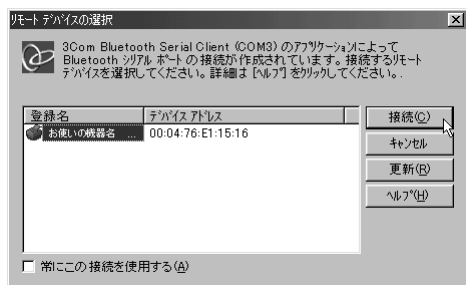 リモート デバイスの選択
3Com Bluetooth Serial Client (COM3) のアプリケーションによって
Bluetooth シリアル ポートの接続が作成されています。接続するリモート
デバイスを選択してください。詳細は [ヘルプ] をクリックしてください。.
登録名 デバイス アドレス
お使いの機器名 ... 00:04:76:E1:15:16
接続(C)
キャンセル
更新(R)
ヘルプ(H)
常にこの接続を使用する(A)